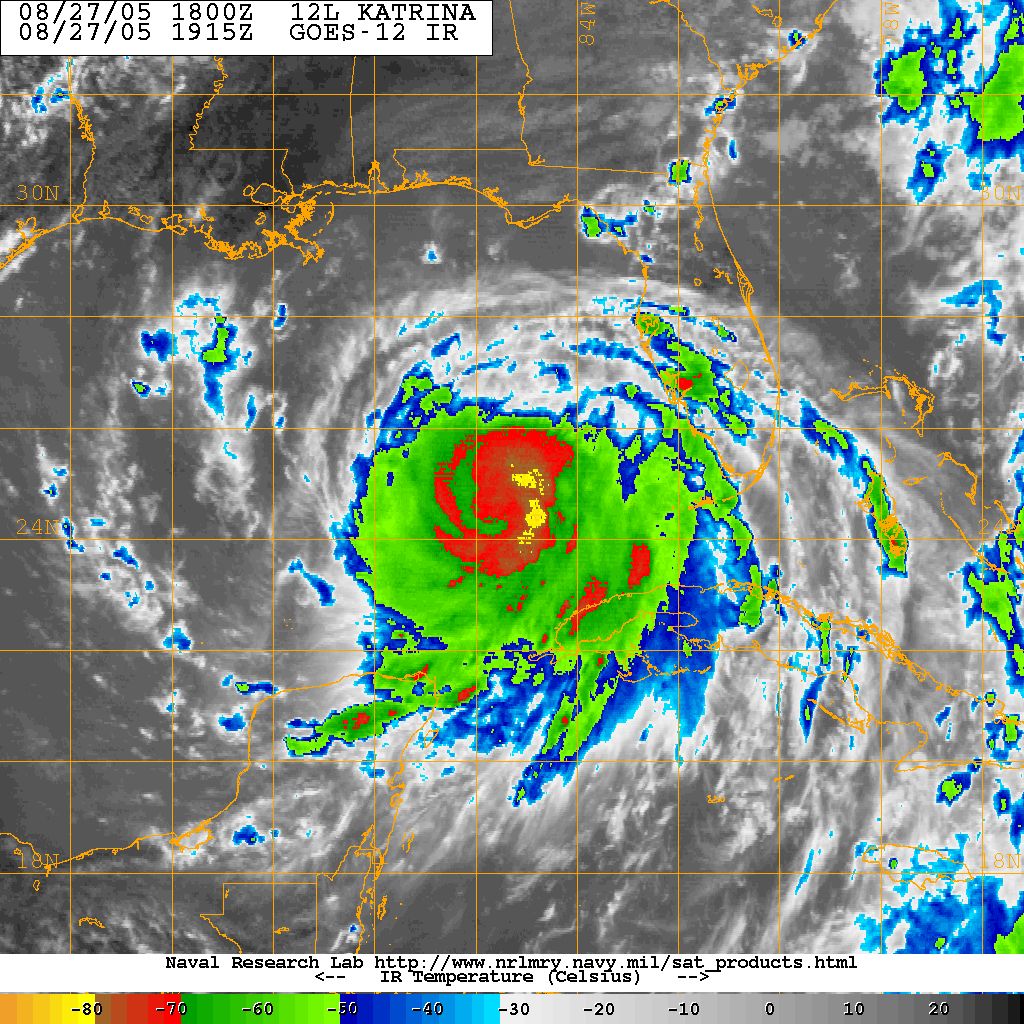 08/27/05 1800Z 12L KATRINA
08/27/05 1915Z GOES-12 IR
84W
78W
30N
30N
24N
24N
18N
18N
Naval Research Lab http://www.nrlmry.navy.mil/sat_products.html
<-- IR Temperature (Celsius) -->
-80 -70 -60 -50 -40 -30 -20 -10 0 10 20